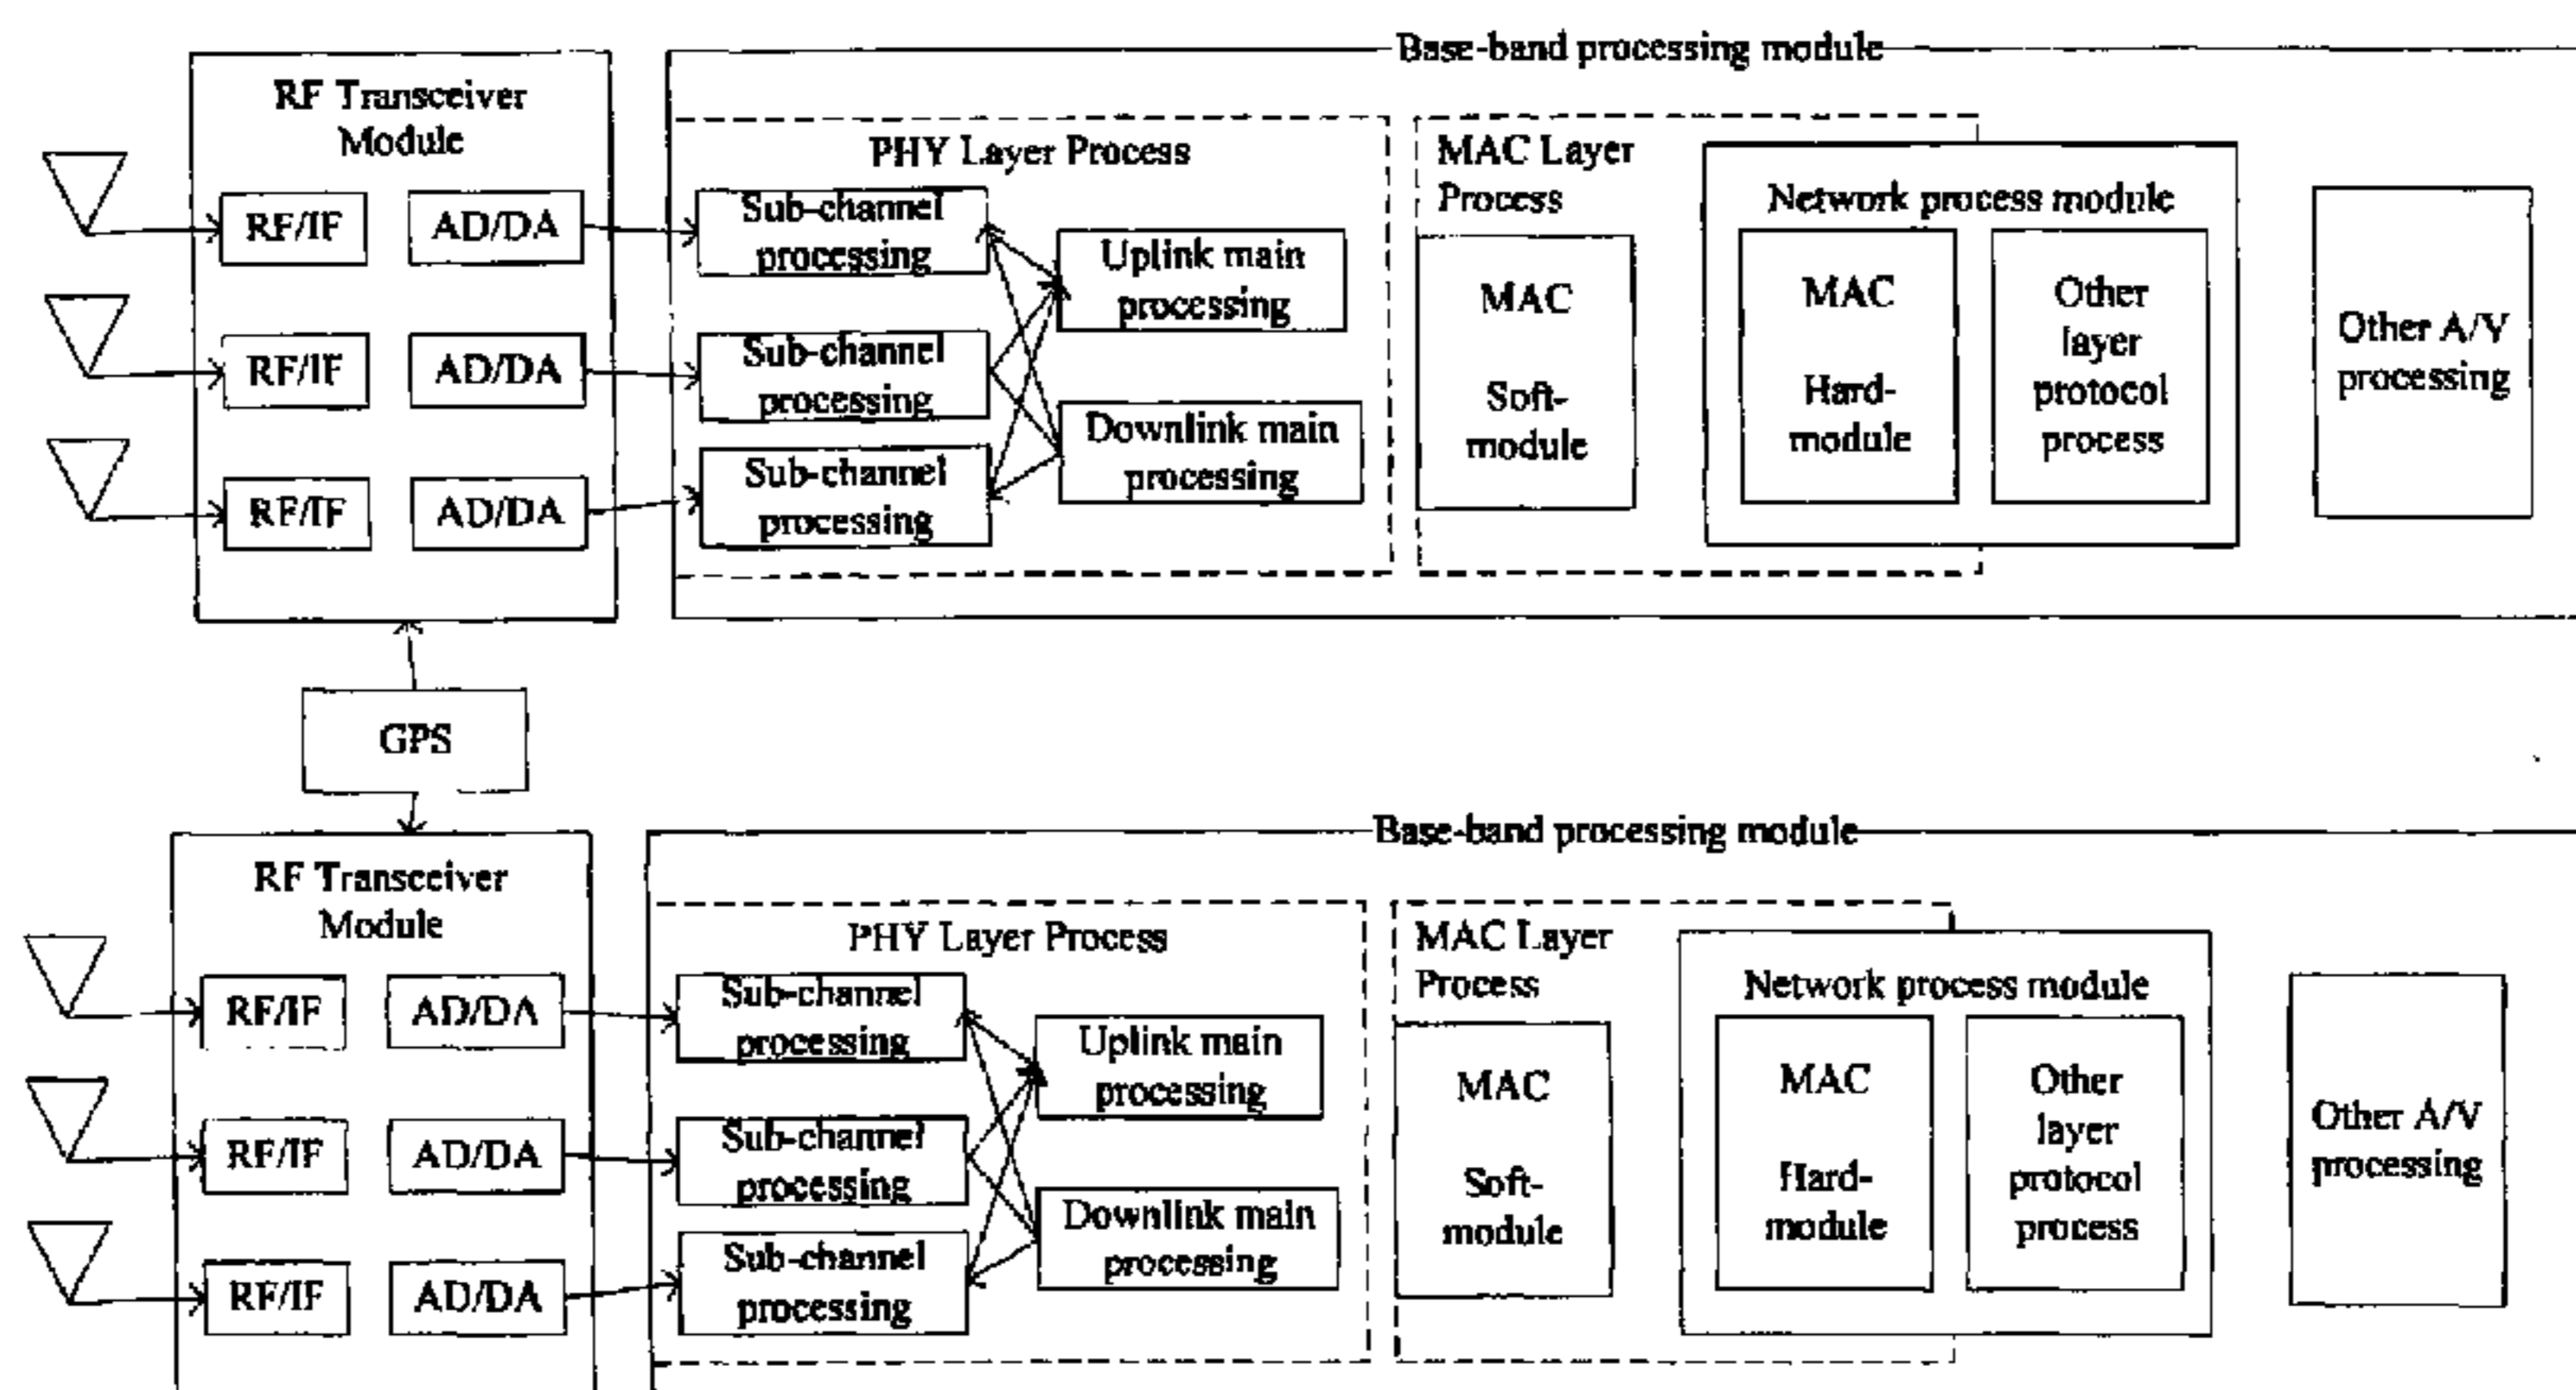 Base-band processing module
RF Transceiver
Module
PHY Layer Process
MAC Layer
Process
Network process module
RF/IF
AD/DA
Sub-channel
processing
RF/IF
AD/DA
Sub-channel
processing
RF/IF
AD/DA
Sub-channel
processing
Uplink main
processing
Downlink main
processing
MAC
Soft-
module
MAC
Hard-
module
Other
layer
protocol
process
Other A/V
processing
GPS
Base-band processing module
RF Transceiver
Module
PHY Layer Process
MAC Layer
Process
Network process module
RF/IF
AD/DA
Sub-channel
processing
RF/IF
AD/DA
Sub-channel
processing
RF/IF
AD/DA
Sub-channel
processing
Uplink main
processing
Downlink main
processing
MAC
Soft-
module
MAC
Hard-
module
Other
layer
protocol
process
Other A/V
processing